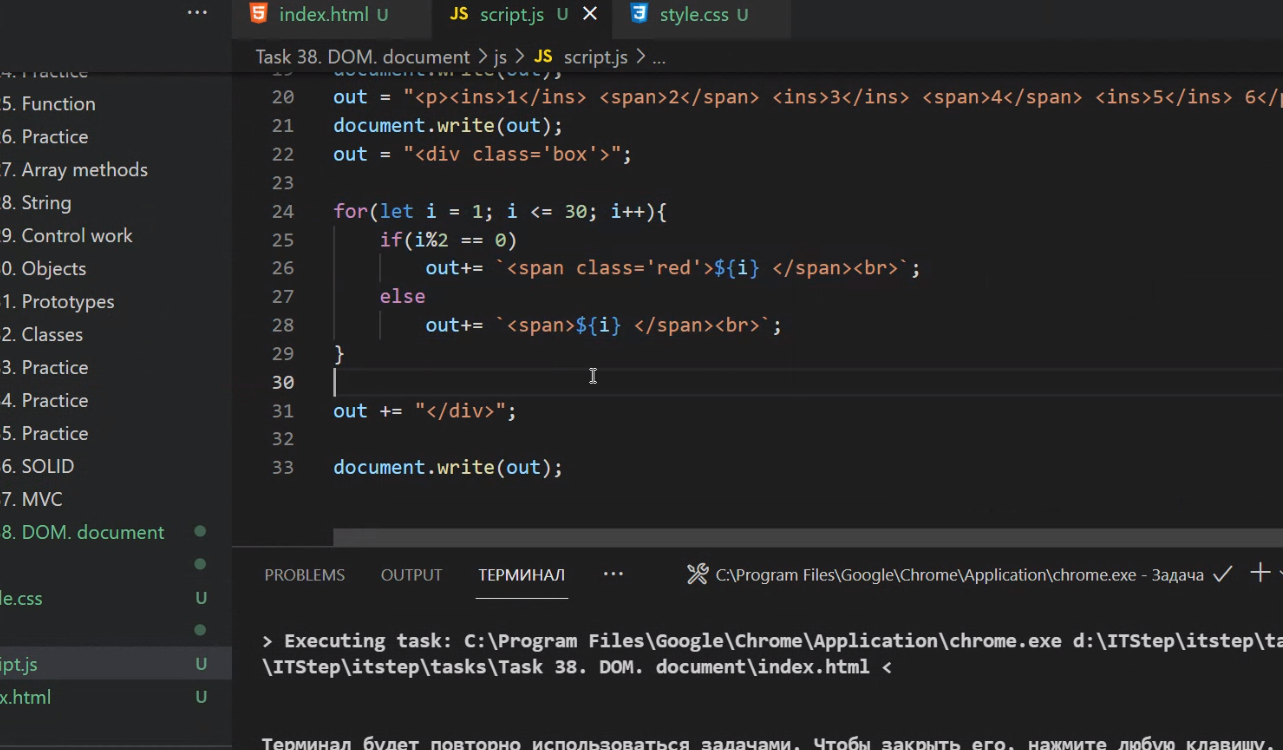 index.html U
JS script.js U
style.css U
Task 38. DOM. document > js > JS script.js > ...
Practice
5. Function
6. Practice
7. Array methods
8. String
9. Control work
0. Objects
1. Prototypes
2. Classes
3. Practice
4. Practice
5. Practice
6. SOLID
7. MVC
8. DOM. document
le.css U
ipt.js U
x.html U
document.write(out);
20 out = "<p><ins>1</ins> <span>2</span> <ins>3</ins> <span>4</span> <ins>5</ins> 6</p
21 document.write(out);
22 out = "<div class='box'>";
23
24 for(let i = 1; i <= 30; i++){
25 if(i%2 == 0)
26 out+= `<span class='red'>${i} </span><br>`;
27 else
28 out+= `<span>${i} </span><br>`;
29 }
30
31 out += "</div>";
32
33 document.write(out);
PROBLEMS OUTPUT ТЕРМИНАЛ ...
C:\Program Files\Google\Chrome\Application\chrome.exe - Задача
> Executing task: C:\Program Files\Google\Chrome\Application\chrome.exe d:\ITStep\itstep\ta
\ITStep\itstep\tasks\Task 38. DOM. document\index.html <
Терминал будет повторно использоваться задачами. Чтобы закрыть его, нажмите любую клавишу.